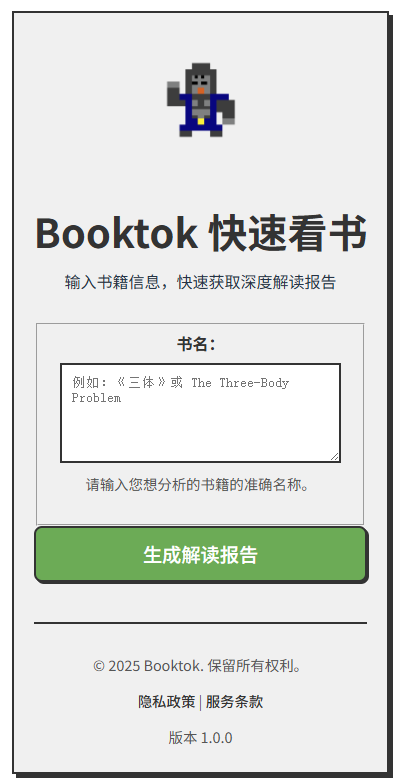 Booktok 快速看书
输入书籍信息，快速获取深度解读报告
书名：
例如：《三体》或 The Three-Body
Problem
请输入您想分析的书籍的准确名称。
生成解读报告
© 2025 Booktok. 保留所有权利。
隐私政策 | 服务条款
版本 1.0.0